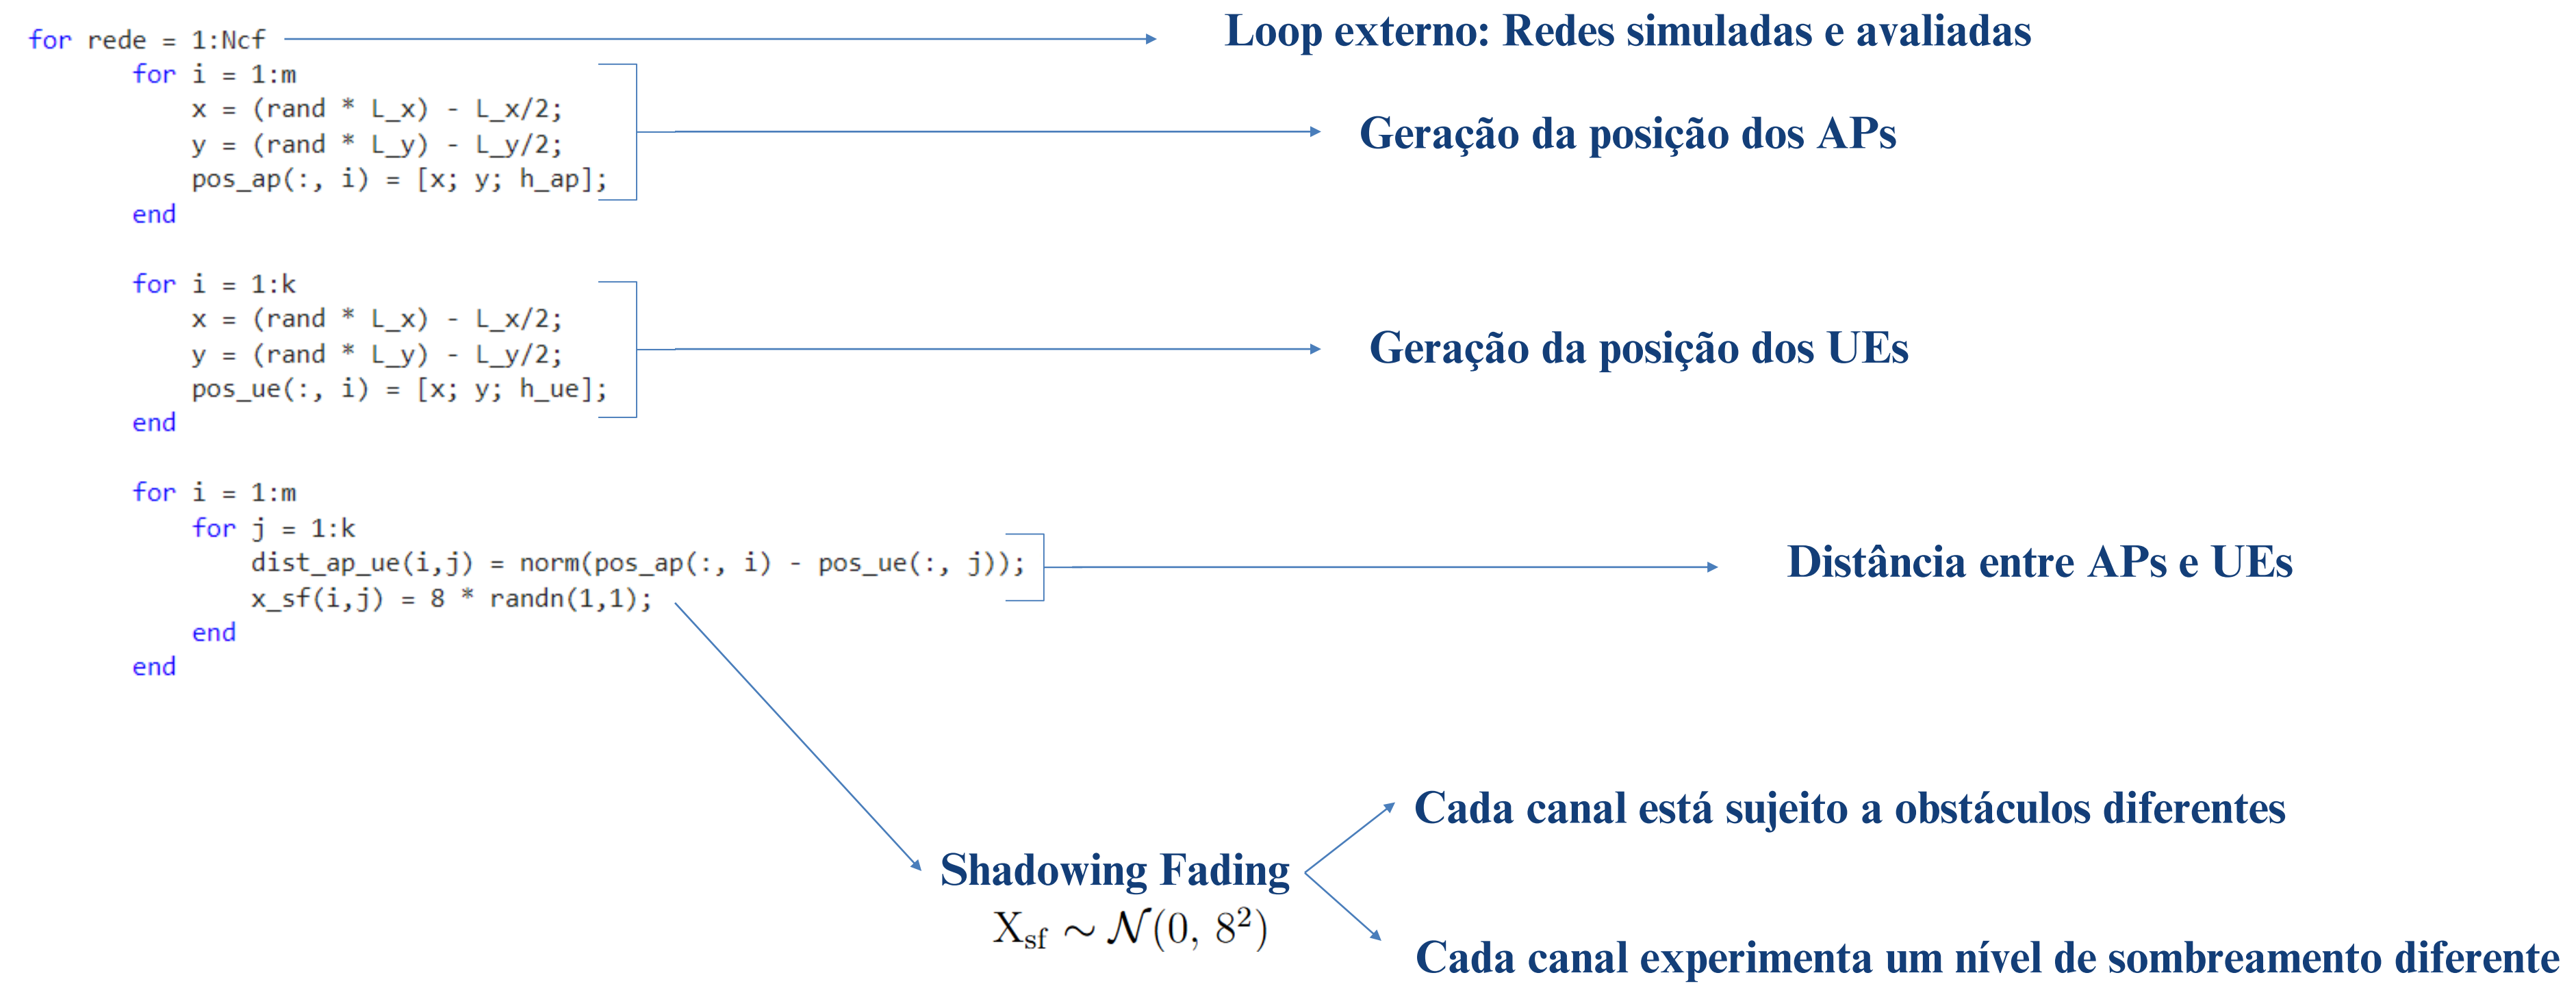 for rede = 1:Ncf
Loop externo: Redes simuladas e avaliadas
for i = 1:m
x = (rand * L_x) - L_x/2;
y = (rand * L_y) - L_y/2;
pos_ap(:, i) = [x; y; h_ap];
end
Geração da posição dos APs
for i = 1:k
x = (rand * L_x) - L_x/2;
y = (rand * L_y) - L_y/2;
pos_ue(:, i) = [x; y; h_ue];
end
Geração da posição dos UEs
for i = 1:m
for j = 1:k
dist_ap_ue(i,j) = norm(pos_ap(:, i) - pos_ue(:, j));
x_sf(i,j) = 8 * randn(1,1);
end
end
Distância entre APs e UEs
Shadowing Fading
X_sf ~ 𝒩(0, 8²)
Cada canal está sujeito a obstáculos diferentes
Cada canal experimenta um nível de sombreamento diferente